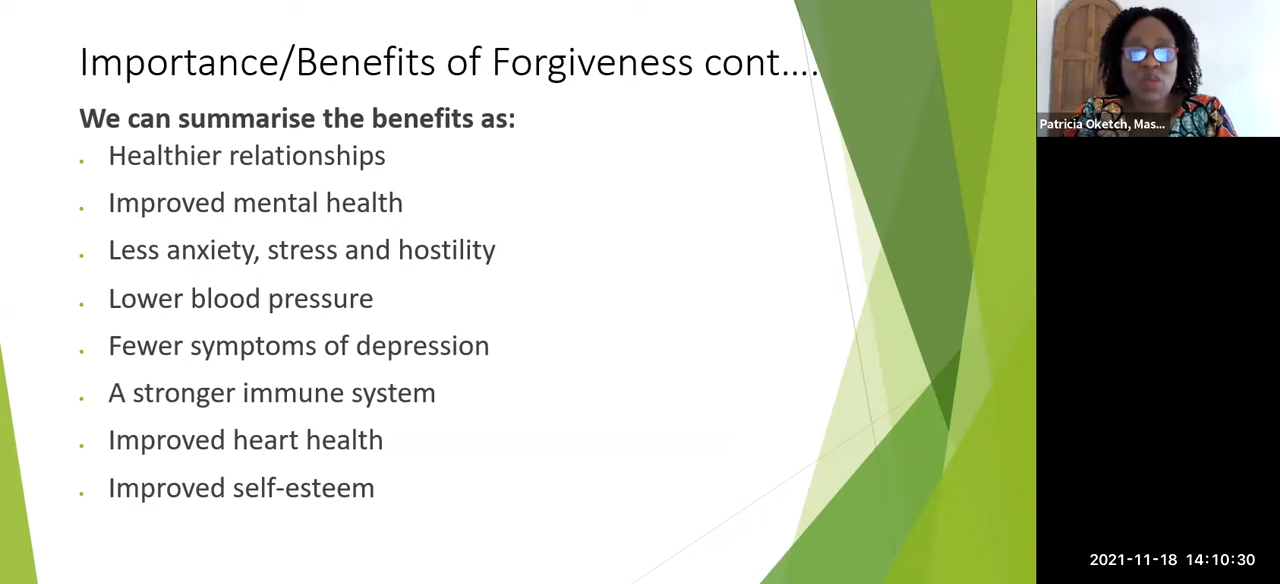 Importance/Benefits of Forgiveness cont....
We can summarise the benefits as:
Healthier relationships
Improved mental health
Less anxiety, stress and hostility
Lower blood pressure
Fewer symptoms of depression
A stronger immune system
Improved heart health
Improved self-esteem
Patricia Oketch, Mas...
2021-11-18 14:10:30